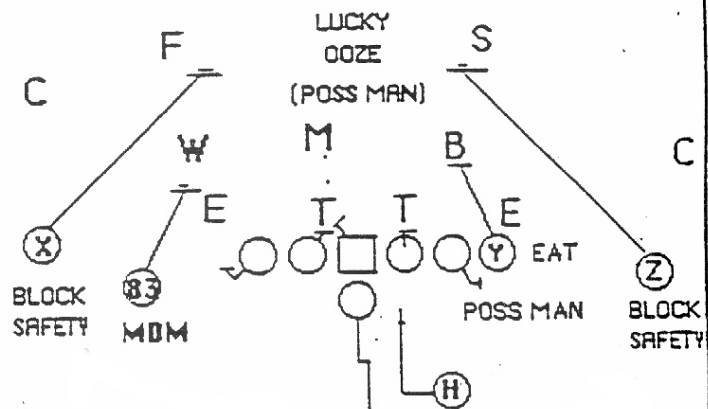 LUCKY
OOZE
(POSS MAN)
F
S
C
W
M
B
C
E
T
T
E
X
Y
EAT
Z
83
BLOCK
SAFETY
MDM
POSS MAN
BLOCK
SAFETY
H